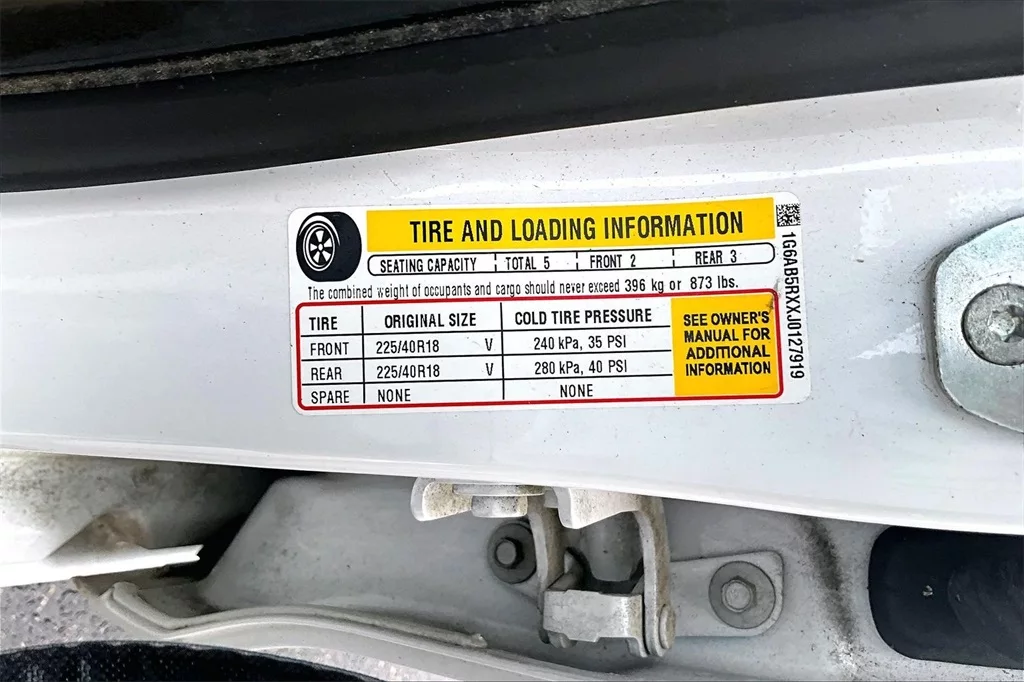 TIRE AND LOADING INFORMATION
SEATING CAPACITY TOTAL 5 FRONT 2 REAR 3
The combined weight of occupants and cargo should never exceed 396 kg or 873 lbs.
TIRE ORIGINAL SIZE COLD TIRE PRESSURE
FRONT 225/40R18 V 240 kPa, 35 PSI
REAR 225/40R18 V 280 kPa, 40 PSI
SPARE NONE NONE
SEE OWNER'S
MANUAL FOR
ADDITIONAL
INFORMATION
1G6AB5RXXJ0127919